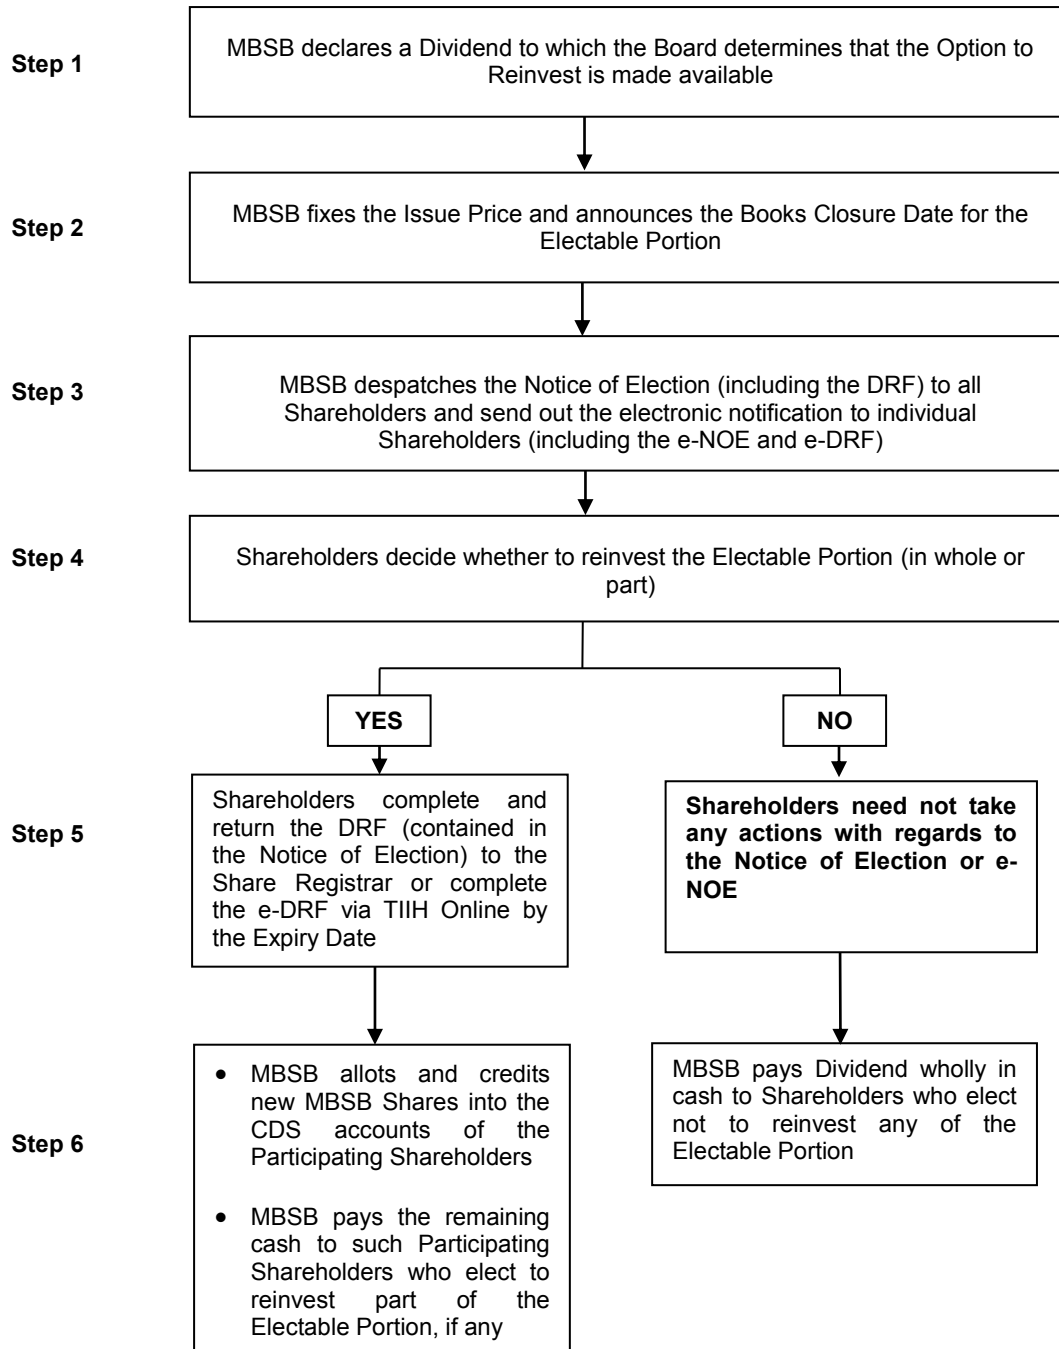 Step 1
MBSB declares a Dividend to which the Board determines that the Option to
Reinvest is made available
Step 2
MBSB fixes the Issue Price and announces the Books Closure Date for the
Electable Portion
Step 3
MBSB despatches the Notice of Election (including the DRF) to all
Shareholders and send out the electronic notification to individual
Shareholders (including the e-NOE and e-DRF)
Step 4
Shareholders decide whether to reinvest the Electable Portion (in whole or
part)
YES
NO
Step 5
Shareholders complete and
return the DRF (contained in
the Notice of Election) to the
Share Registrar or complete
the e-DRF via TIIH Online by
the Expiry Date
Shareholders need not take
any actions with regards to
the Notice of Election or e-
NOE
Step 6
• MBSB allots and credits
new MBSB Shares into the
CDS accounts of the
Participating Shareholders
• MBSB pays the remaining
cash to such Participating
Shareholders who elect to
reinvest part of the
Electable Portion, if any
MBSB pays Dividend wholly in
cash to Shareholders who elect
not to reinvest any of the
Electable Portion